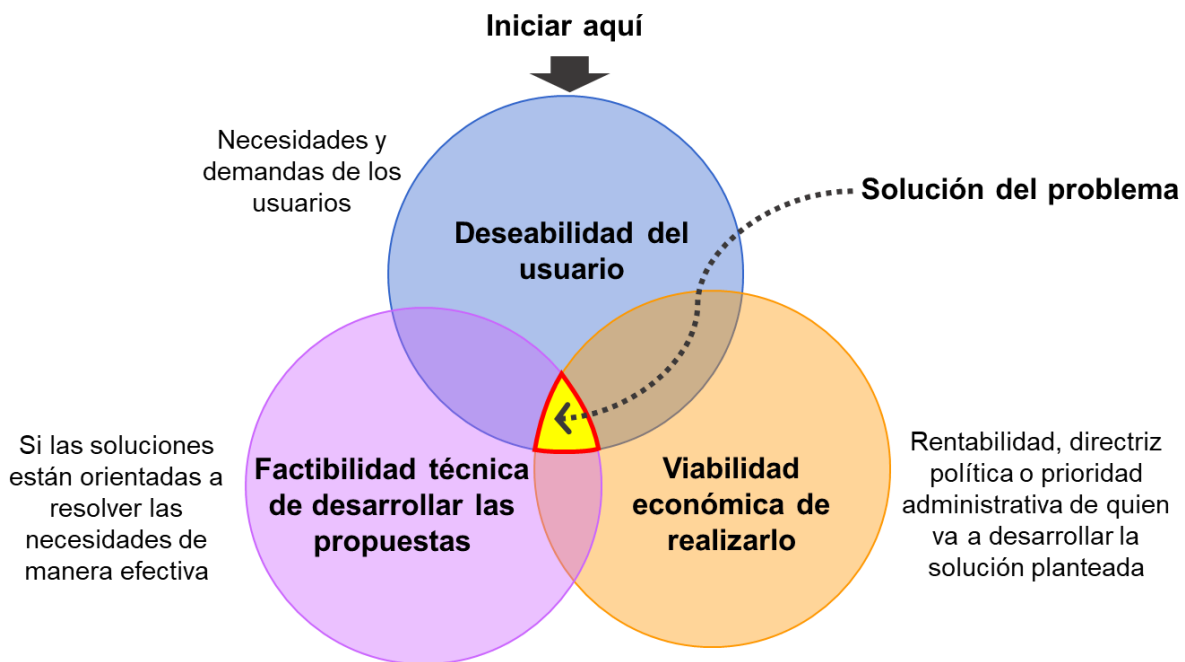 Iniciar aquí
Necesidades y
demandas de los
usuarios
Solución del problema
Deseabilidad del
usuario
Si las soluciones
están orientadas a
resolver las
necesidades de
manera efectiva
Factibilidad técnica
de desarrollar las
propuestas
Viabilidad
económica de
realizarlo
Rentabilidad, directriz
política o prioridad
administrativa de quien
va a desarrollar la
solución planteada